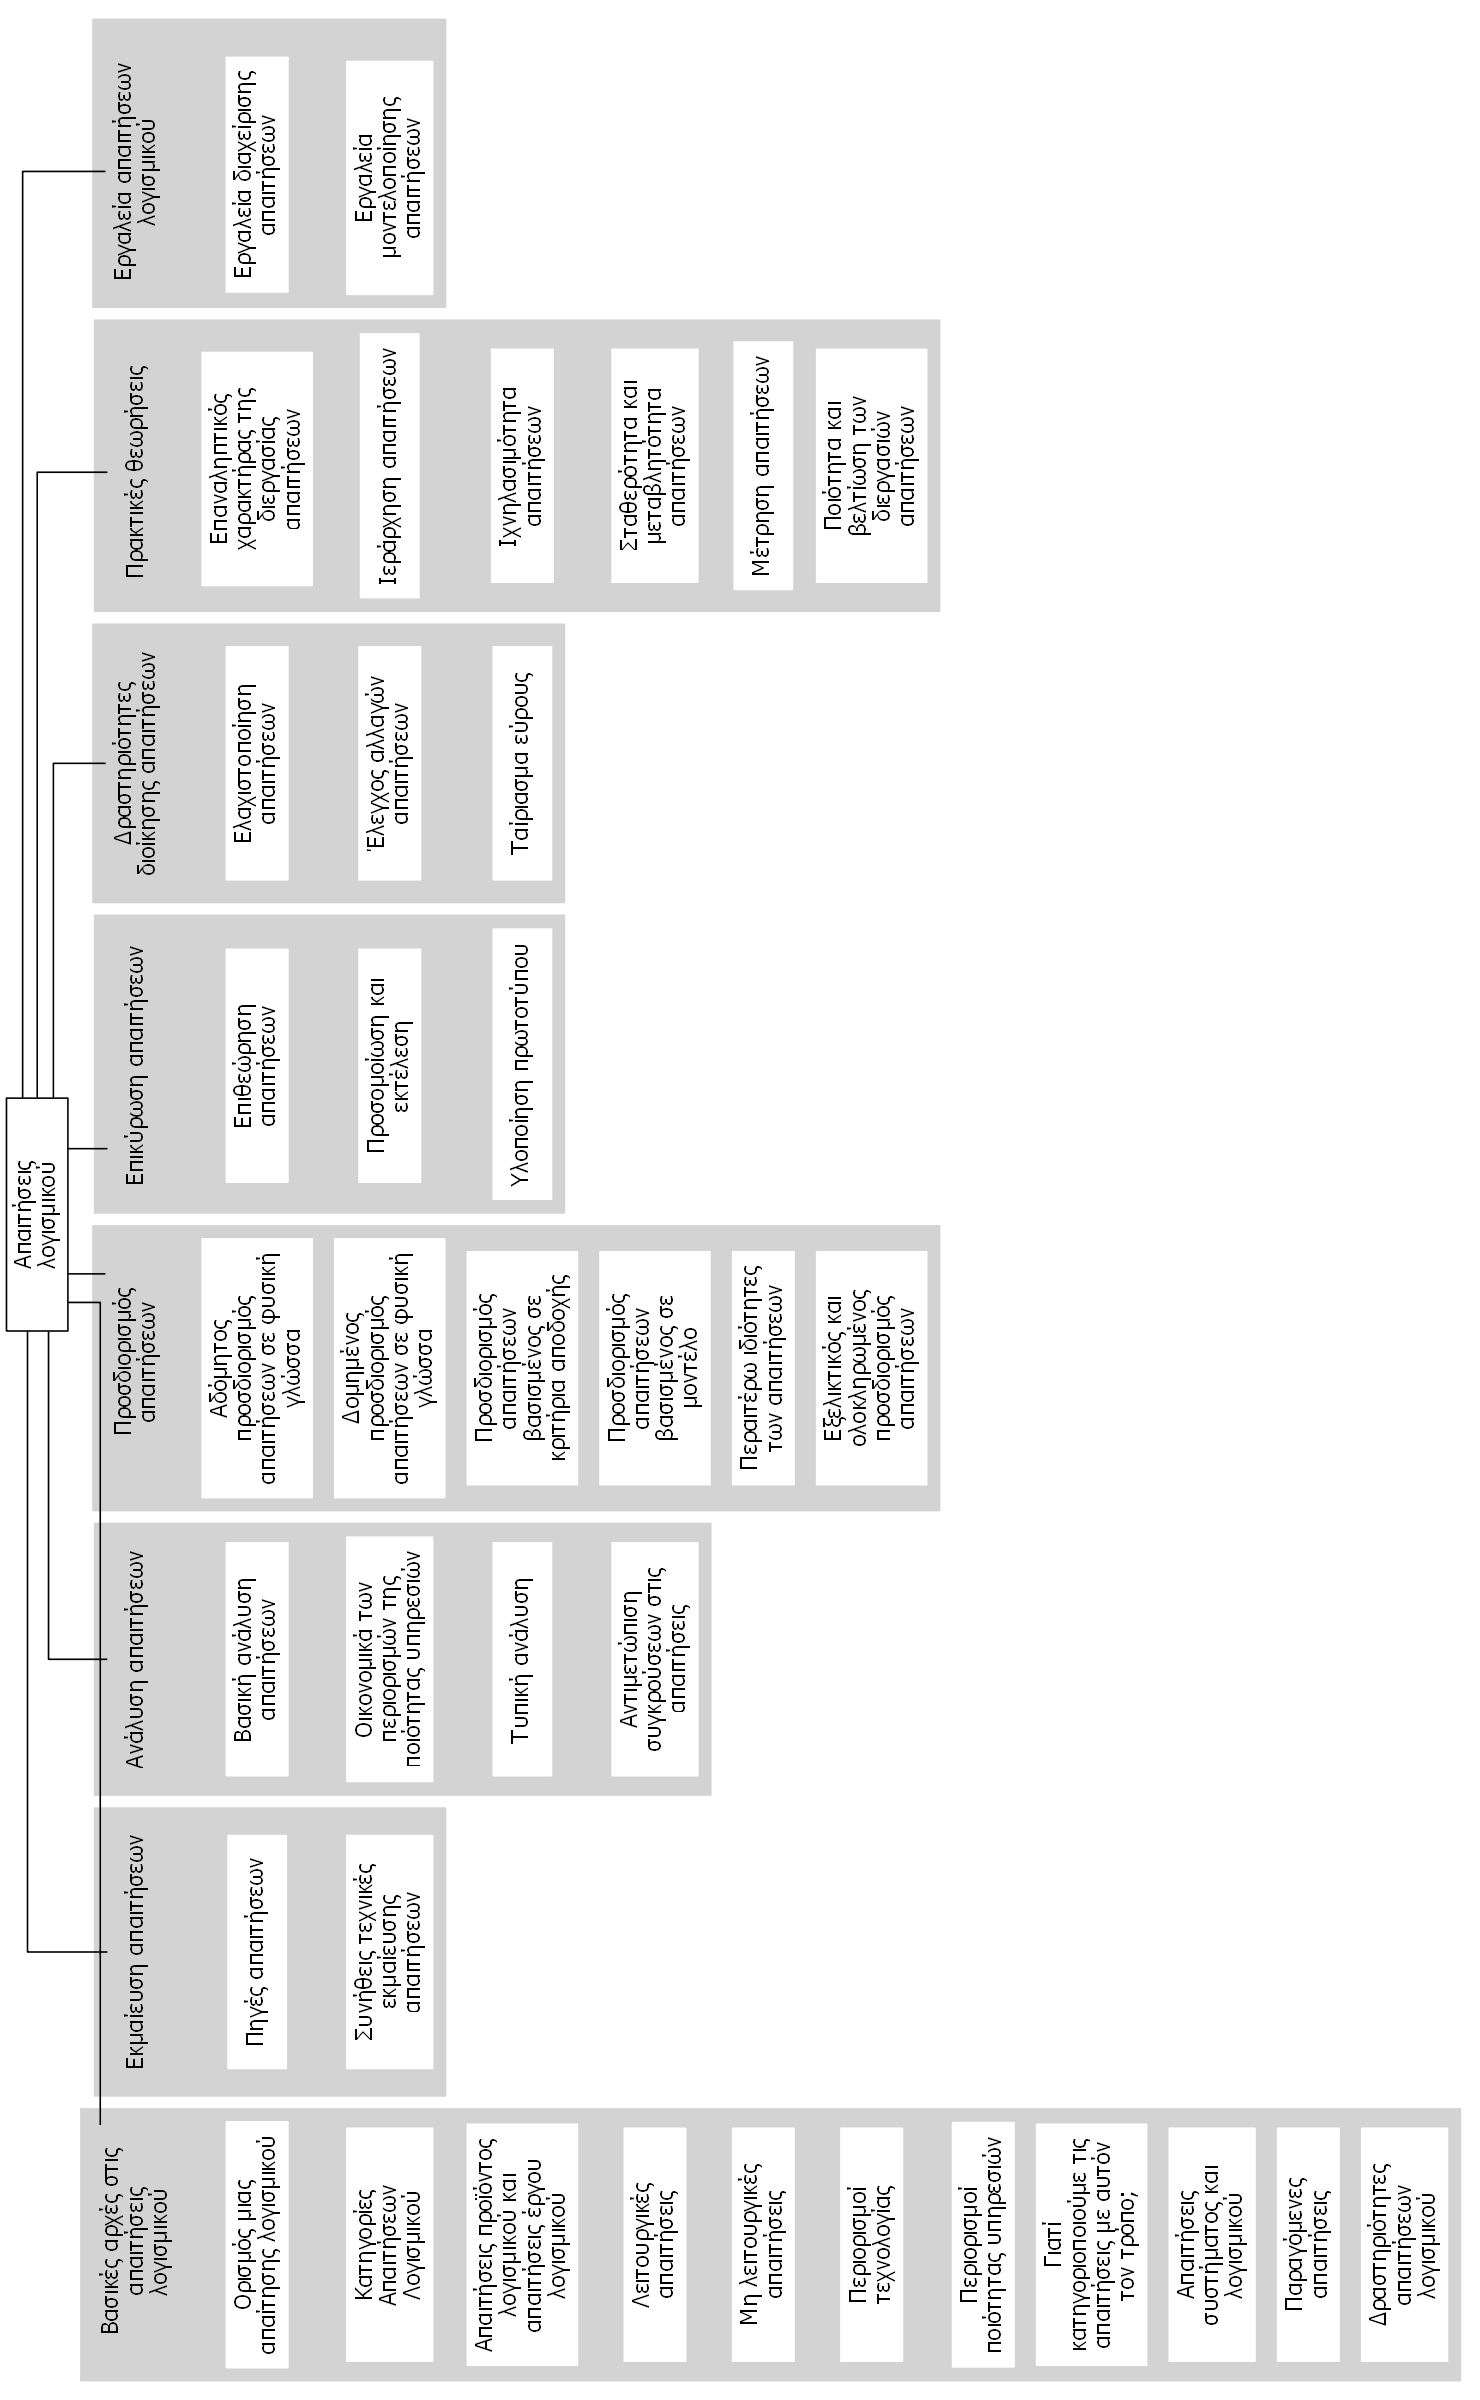 Απαιτήσεις
λογισμικού
Βασικές αρχές στις
απαιτήσεις
λογισμικού
Ορισμός μιας
απαίτησης λογισμικού
Κατηγορίες
Απαιτήσεων
Λογισμικού
Απαιτήσεις προϊόντος
λογισμικού και
απαιτήσεις έργου
λογισμικού
Λειτουργικές
απαιτήσεις
Μη λειτουργικές
απαιτήσεις
Περιορισμοί
τεχνολογίας
Περιορισμοί
ποιότητας υπηρεσιών
Γιατί
κατηγοριοποιούμε τις
απαιτήσεις με αυτόν
τον τρόπο;
Απαιτήσεις
συστήματος και
λογισμικού
Παραγόμενες
απαιτήσεις
Δραστηριότητες
απαιτήσεων
λογισμικού
Εκμαίευση απαιτήσεων
Πηγές απαιτήσεων
Συνήθεις τεχνικές
εκμαίευσης
απαιτήσεων
Ανάλυση απαιτήσεων
Βασική ανάλυση
απαιτήσεων
Οικονομικά των
περιορισμών της
ποιότητας υπηρεσιών
Τυπική ανάλυση
Αντιμετώπιση
συγκρούσεων στις
απαιτήσεις
Προσδιορισμός
απαιτήσεων
Αδόμητος
προσδιορισμός
απαιτήσεων σε φυσική
γλώσσα
Δομημένος
προσδιορισμός
απαιτήσεων σε φυσική
γλώσσα
Προσδιορισμός
απαιτήσεων
βασισμένος σε
κριτήρια αποδοχής
Προσδιορισμός
απαιτήσεων
βασισμένος σε
μοντέλο
Περαιτέρω ιδιότητες
των απαιτήσεων
Εξελικτικός και
ολοκληρωμένος
προσδιορισμός
απαιτήσεων
Επικύρωση απαιτήσεων
Επιθεώρηση
απαιτήσεων
Προσομοίωση και
εκτέλεση
Υλοποίηση πρωτοτύπου
Δραστηριότητες
διοίκησης απαιτήσεων
Ελαχιστοποίηση
απαιτήσεων
Έλεγχος αλλαγών
απαιτήσεων
Ταίριασμα εύρους
Πρακτικές θεωρήσεις
Επαναληπτικός
χαρακτήρας της
διεργασίας
απαιτήσεων
Ιεράρχηση απαιτήσεων
Ιχνηλασιμότητα
απαιτήσεων
Σταθερότητα και
μεταβλητότητα
απαιτήσεων
Μέτρηση απαιτήσεων
Ποιότητα και
βελτίωση των
διεργασιών
απαιτήσεων
Εργαλεία απαιτήσεων
λογισμικού
Εργαλεία διαχείρισης
απαιτήσεων
Εργαλεία
μοντελοποίησης
απαιτήσεων